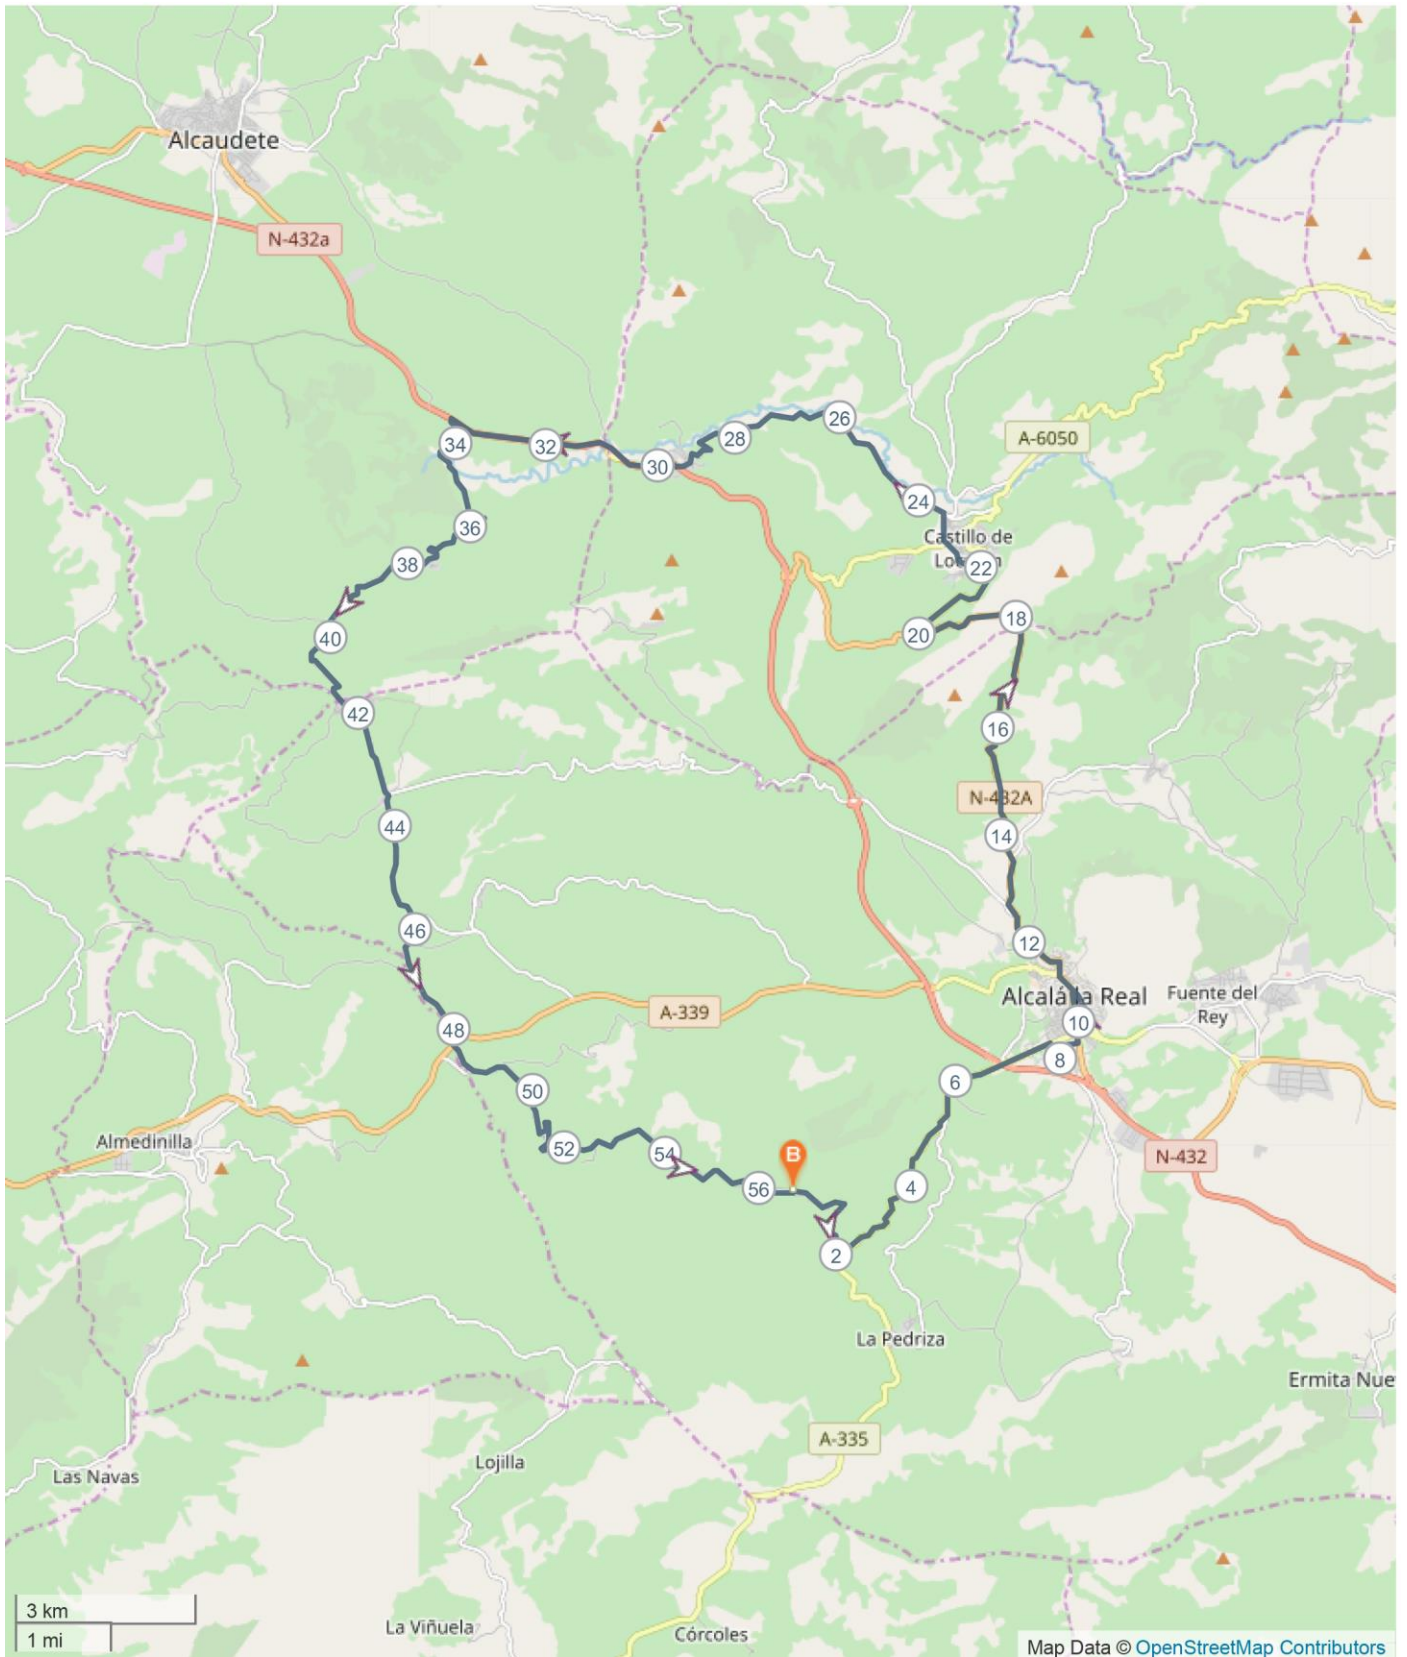 Alcaudete
N-432a
26
28
34
32
30
A-6050
24
36
Castillo de
Locubín
22
38
18
40
20
42
16
N-432A
44
14
46
12
Alcalá la Real
Fuente del
Rey
A-339
10
48
8
6
50
Almedinilla
52
54
B
N-432
56
4
2
La Pedriza
Ermita Nue
A-335
Lojilla
Las Navas
3 km
La Viñuela
Córcoles
1 mi
Map Data © OpenStreetMap Contributors